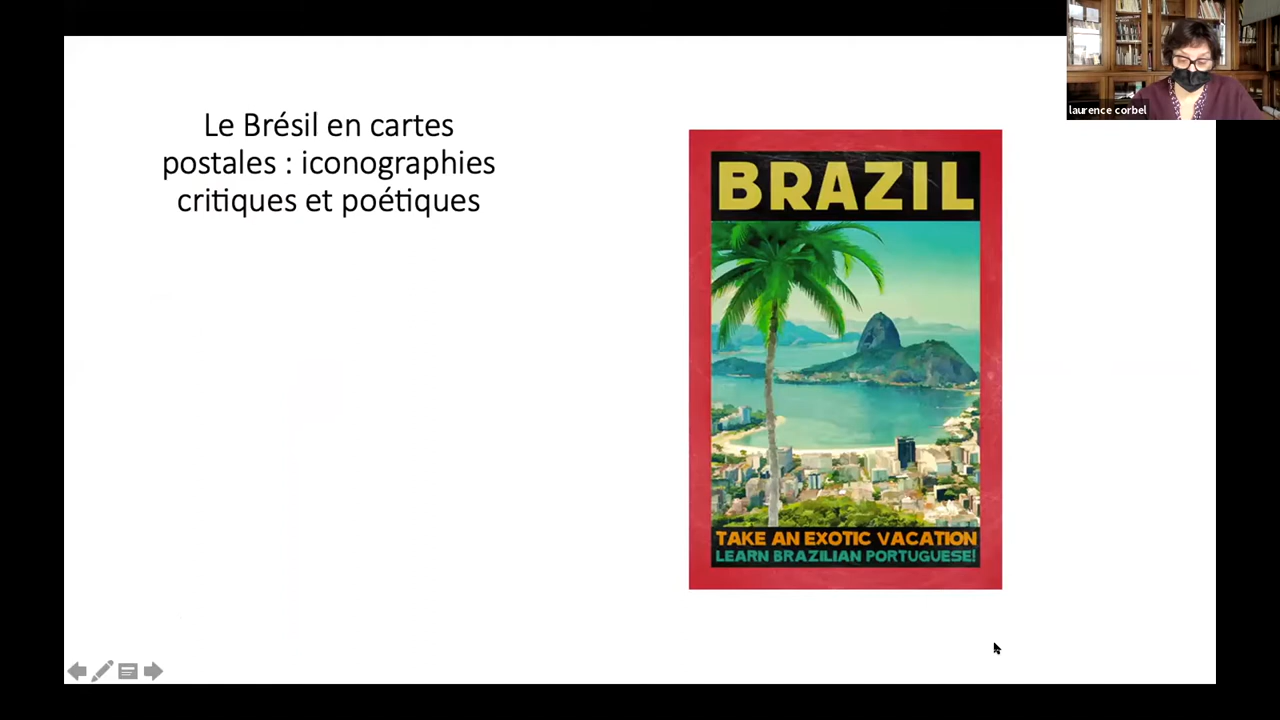 Le Brésil en cartes
postales : iconographies
critiques et poétiques
BRAZIL
TAKE AN EXOTIC VACATION
LEARN BRAZILIAN PORTUGUESE!
laurence corbel